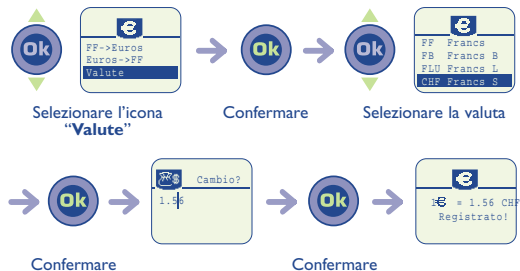 Ok
€
FF->Euros
Euros->FF
Valute
Ok
Ok
€
FF Francs
FB Francs B
FLU Francs L
CHF Francs S
Selezionare l'icona
“Valute”
Confermare
Selezionare la valuta
Ok
$ Cambio?
1.56
Ok
€
1€ = 1.56 CHF
Registrato!
Confermare
Confermare